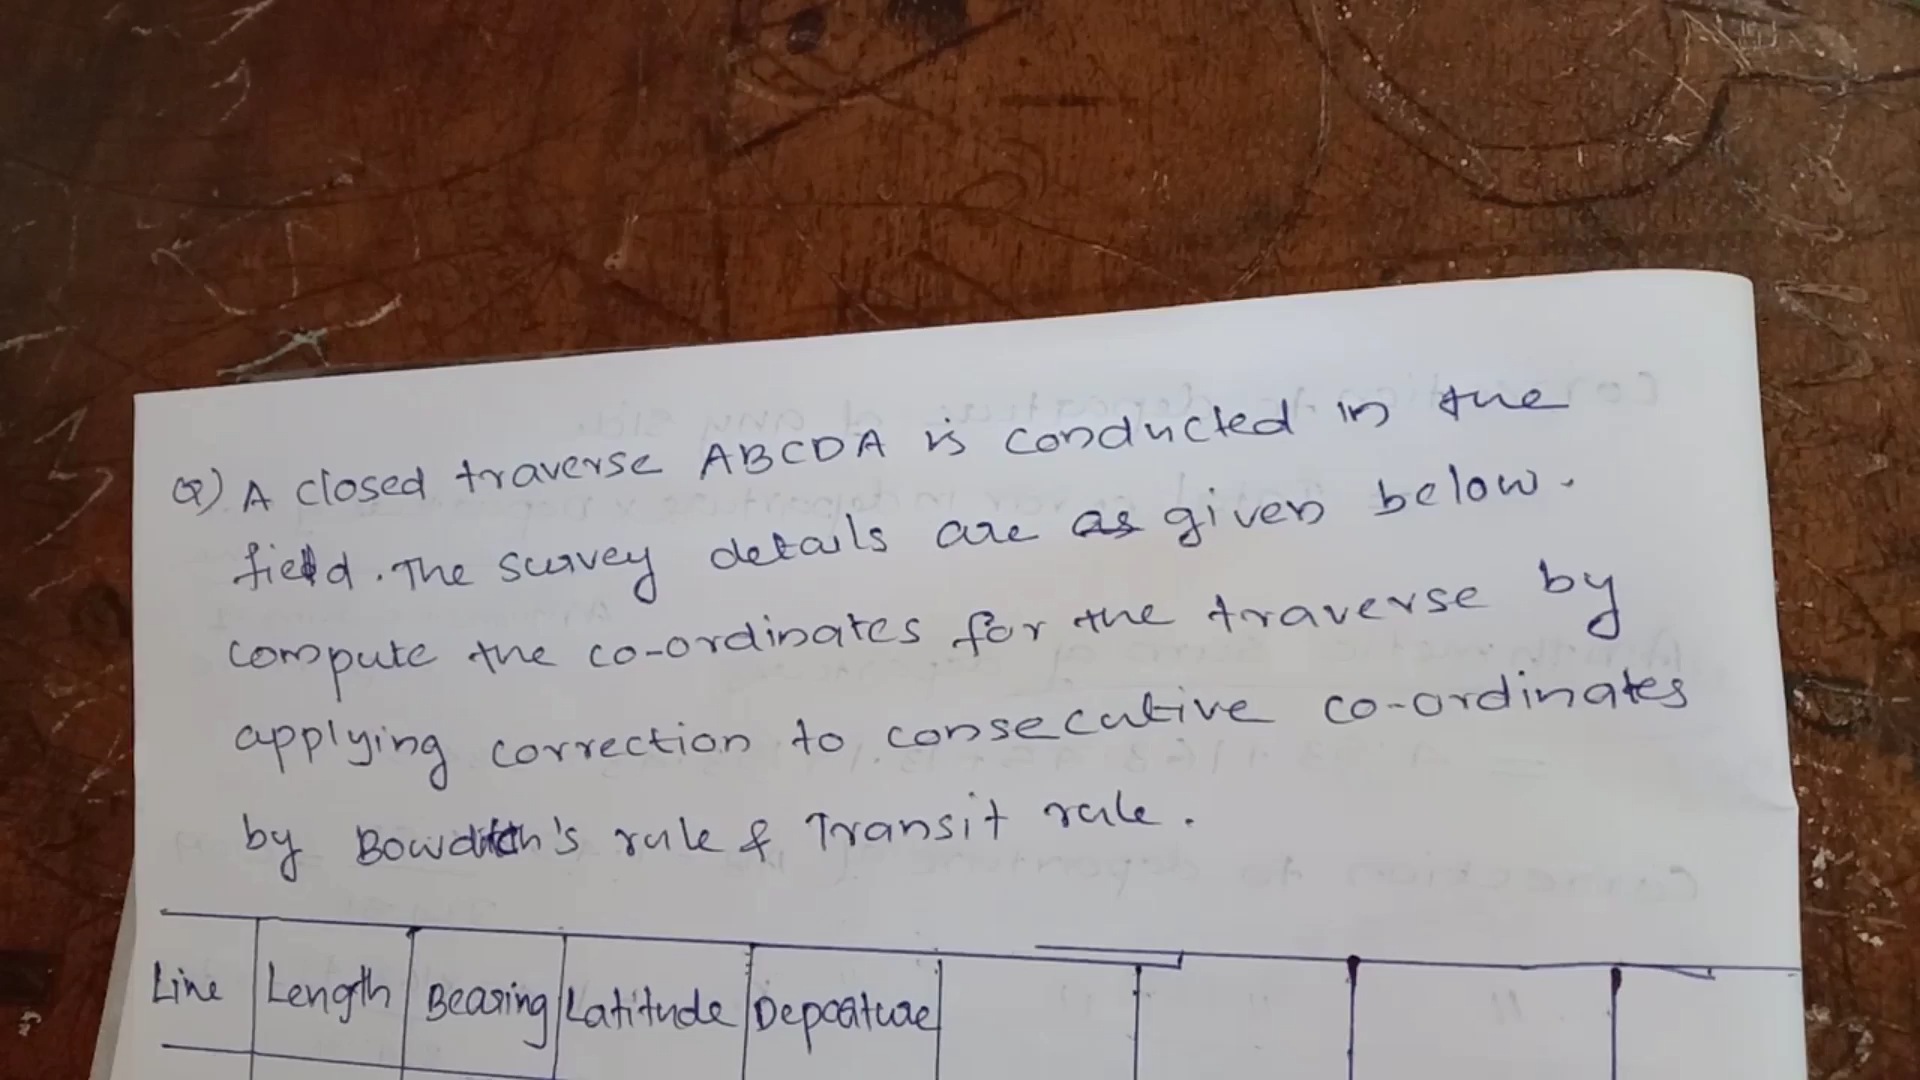 Q) A closed traverse ABCDA is conducted in the
field. The survey details are as given below.
compute the co-ordinates for the traverse by
applying correction to consecutive co-ordinates
by Bowditch's rule & Transit rule.
Line Length Bearing Latitude Departure